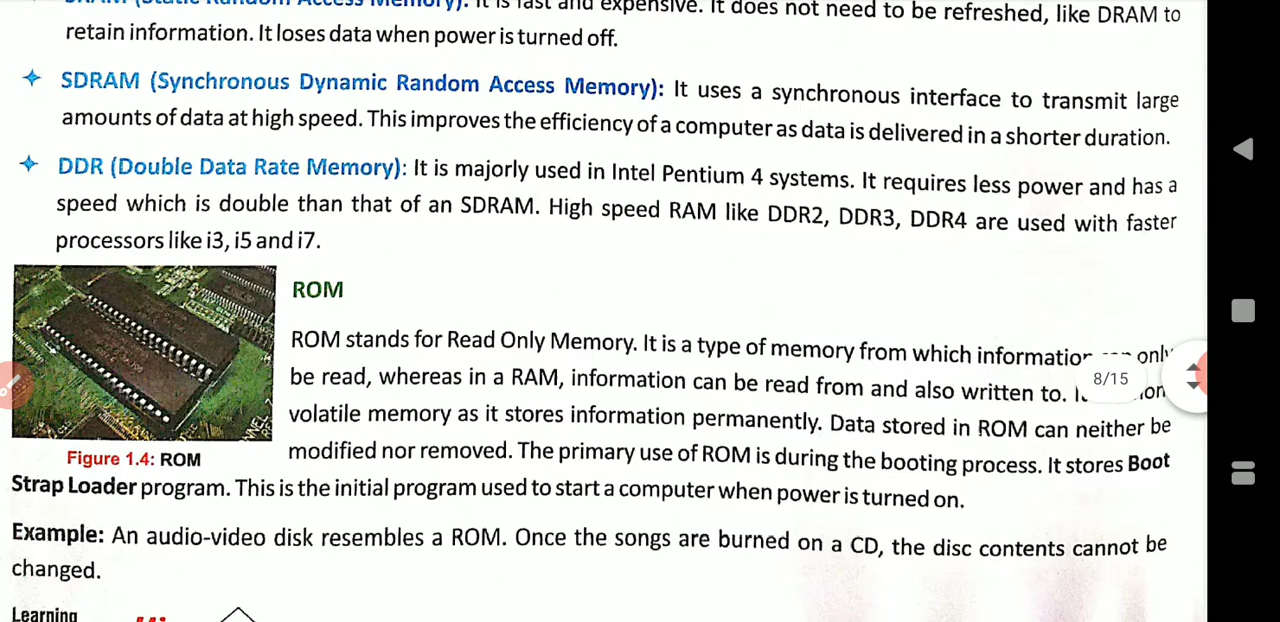 SRAM (Static Random Access Memory): It is fast and expensive. It does not need to be refreshed, like DRAM to
retain information. It loses data when power is turned off.
SDRAM (Synchronous Dynamic Random Access Memory): It uses a synchronous interface to transmit large
amounts of data at high speed. This improves the efficiency of a computer as data is delivered in a shorter duration.
DDR (Double Data Rate Memory): It is majorly used in Intel Pentium 4 systems. It requires less power and has a
speed which is double than that of an SDRAM. High speed RAM like DDR2, DDR3, DDR4 are used with faster
processors like i3, i5 and i7.
ROM
ROM stands for Read Only Memory. It is a type of memory from which information only
be read, whereas in a RAM, information can be read from and also written to.
8/15
volatile memory as it stores information permanently. Data stored in ROM can neither be
modified nor removed. The primary use of ROM is during the booting process. It stores Boot
Figure 1.4: ROM
Strap Loader program. This is the initial program used to start a computer when power is turned on.
Example: An audio-video disk resembles a ROM. Once the songs are burned on a CD, the disc contents cannot be
changed.
Learning